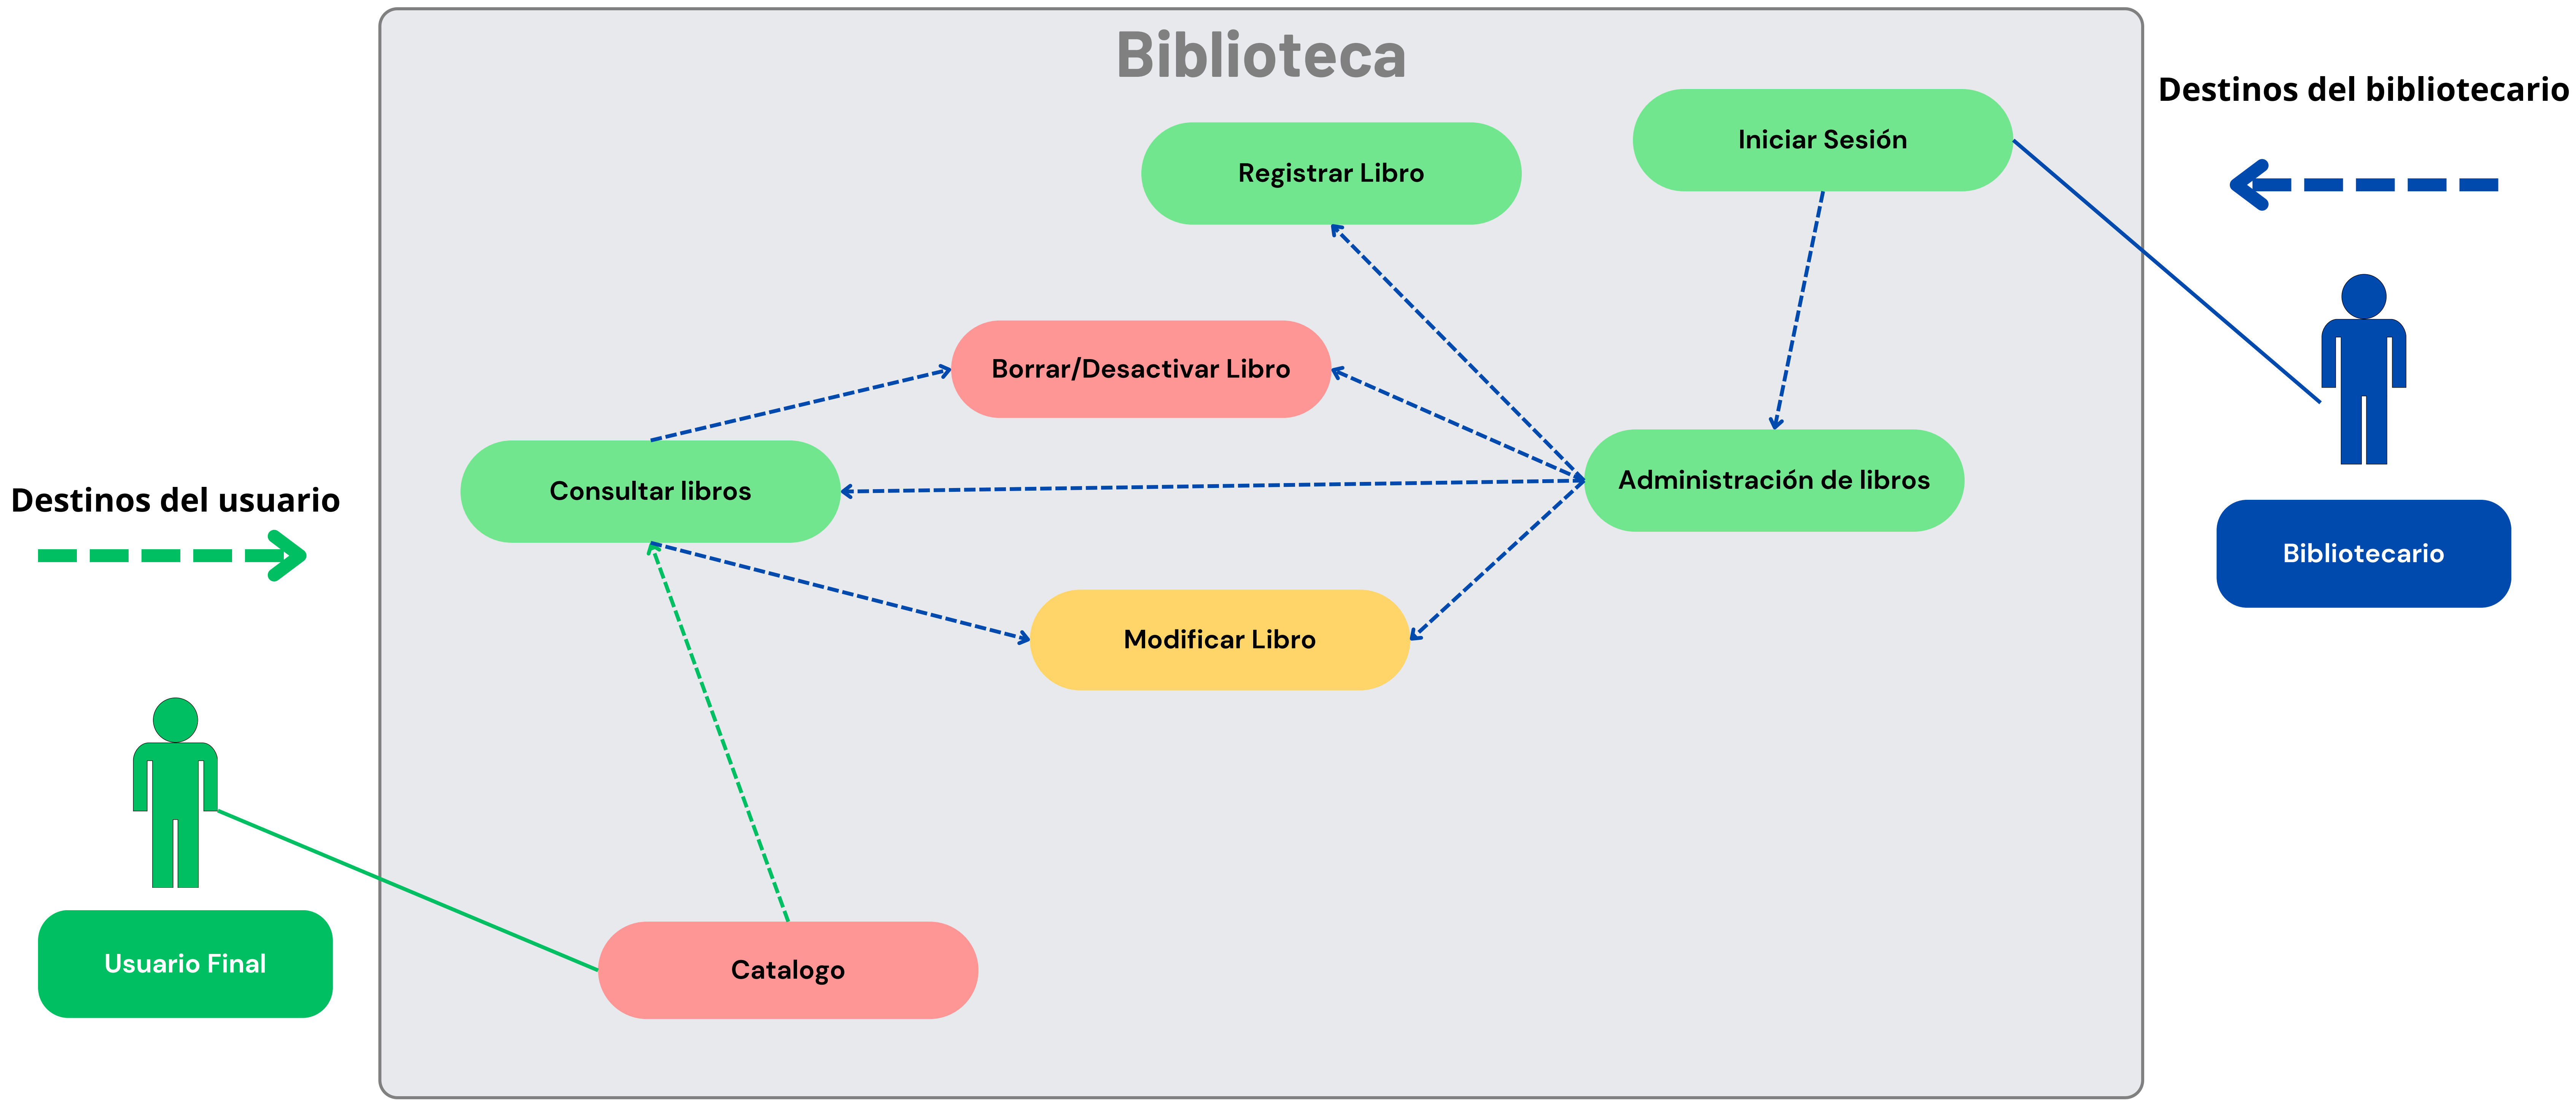 Biblioteca
Destinos del bibliotecario
Iniciar Sesión
Registrar Libro
Borrar/Desactivar Libro
Administración de libros
Consultar libros
Destinos del usuario
Bibliotecario
Modificar Libro
Usuario Final
Catalogo